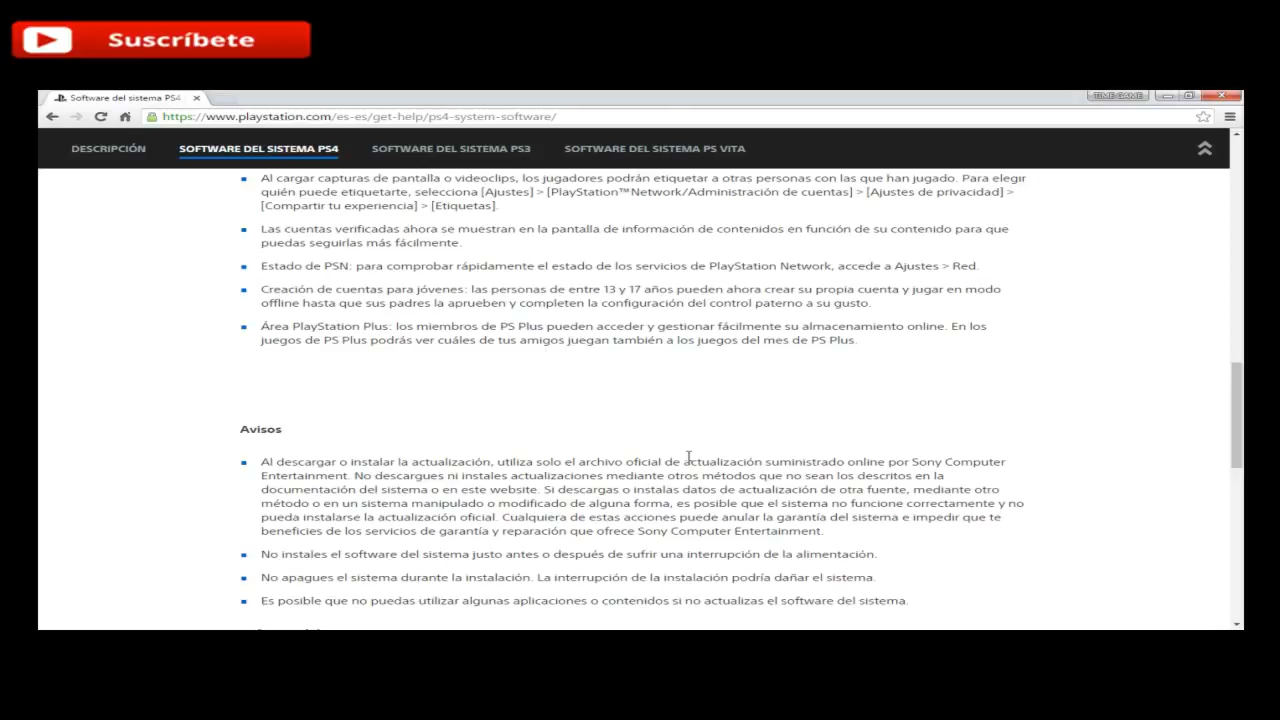 Suscríbete
Software del sistema PS4
TIME GAME
https://www.playstation.com/es-es/get-help/ps4-system-software/
DESCRIPCIÓN SOFTWARE DEL SISTEMA PS4 SOFTWARE DEL SISTEMA PS3 SOFTWARE DEL SISTEMA PS VITA
Al cargar capturas de pantalla o videoclips, los jugadores podrán etiquetar a otras personas con las que han jugado. Para elegir
quién puede etiquetarte, selecciona [Ajustes] > [PlayStation™Network/Administración de cuentas] > [Ajustes de privacidad] >
[Compartir tu experiencia] > [Etiquetas].
Las cuentas verificadas ahora se muestran en la pantalla de información de contenidos en función de su contenido para que
puedas seguirlas más fácilmente.
Estado de PSN: para comprobar rápidamente el estado de los servicios de PlayStation Network, accede a Ajustes > Red.
Creación de cuentas para jóvenes: las personas de entre 13 y 17 años pueden ahora crear su propia cuenta y jugar en modo
offline hasta que sus padres la aprueben y completen la configuración del control paterno a su gusto.
Área PlayStation Plus: los miembros de PS Plus pueden acceder y gestionar fácilmente su almacenamiento online. En los
juegos de PS Plus podrás ver cuáles de tus amigos juegan también a los juegos del mes de PS Plus.
Avisos
Al descargar o instalar la actualización, utiliza solo el archivo oficial de actualización suministrado online por Sony Computer
Entertainment. No descargues ni instales actualizaciones mediante otros métodos que no sean los descritos en la
documentación del sistema o en este website. Si descargas o instalas datos de actualización de otra fuente, mediante otro
método o en un sistema manipulado o modificado de alguna forma, es posible que el sistema no funcione correctamente y no
pueda instalarse la actualización oficial. Cualquiera de estas acciones puede anular la garantía del sistema e impedir que te
beneficies de los servicios de garantía y reparación que ofrece Sony Computer Entertainment.
No instales el software del sistema justo antes o después de sufrir una interrupción de la alimentación.
No apagues el sistema durante la instalación. La interrupción de la instalación podría dañar el sistema.
Es posible que no puedas utilizar algunas aplicaciones o contenidos si no actualizas el software del sistema.